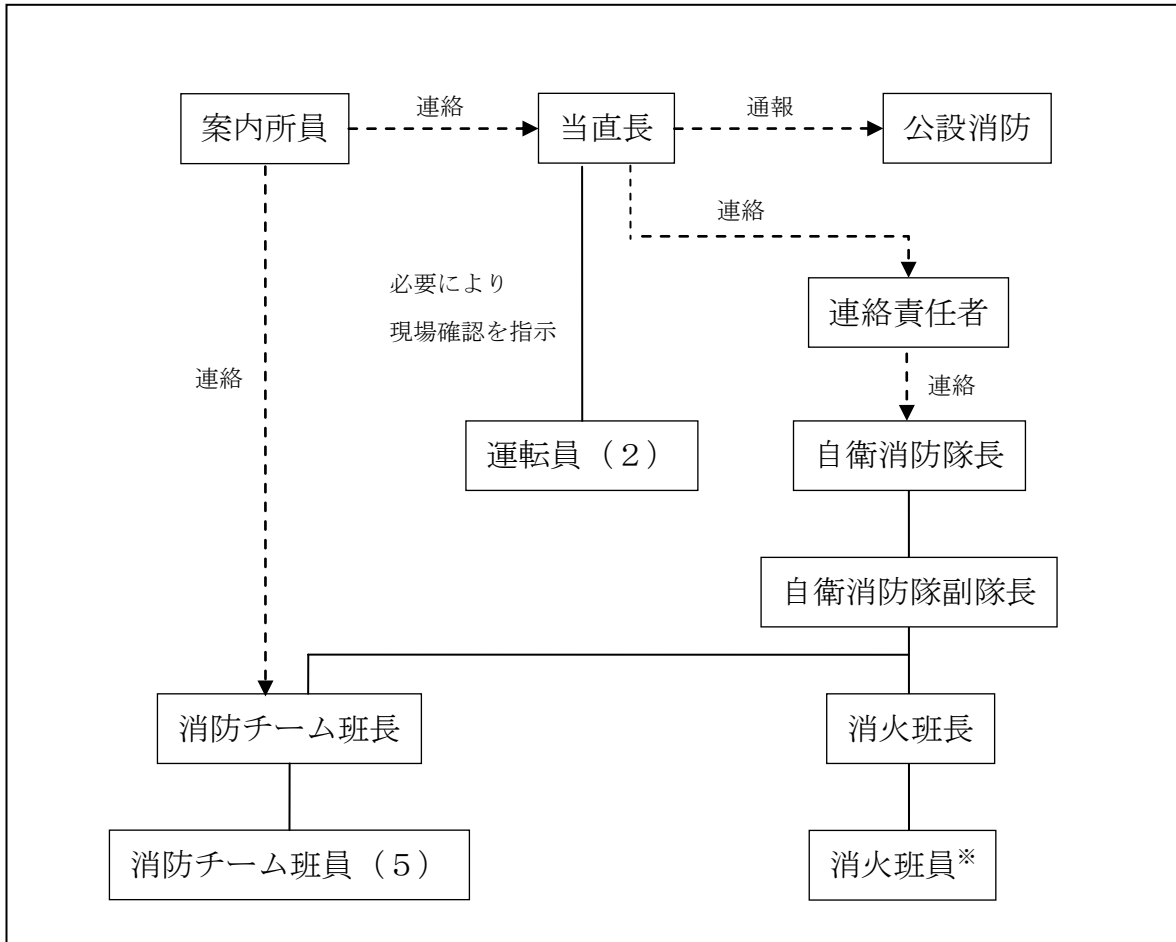 案内所員
連絡
当直長
通報
公設消防
連絡
必要により
現場確認を指示
連絡責任者
連絡
連絡
運転員（２）
自衛消防隊長
自衛消防隊副隊長
消防チーム班長
消火班長
消防チーム班員（５）
消火班員※